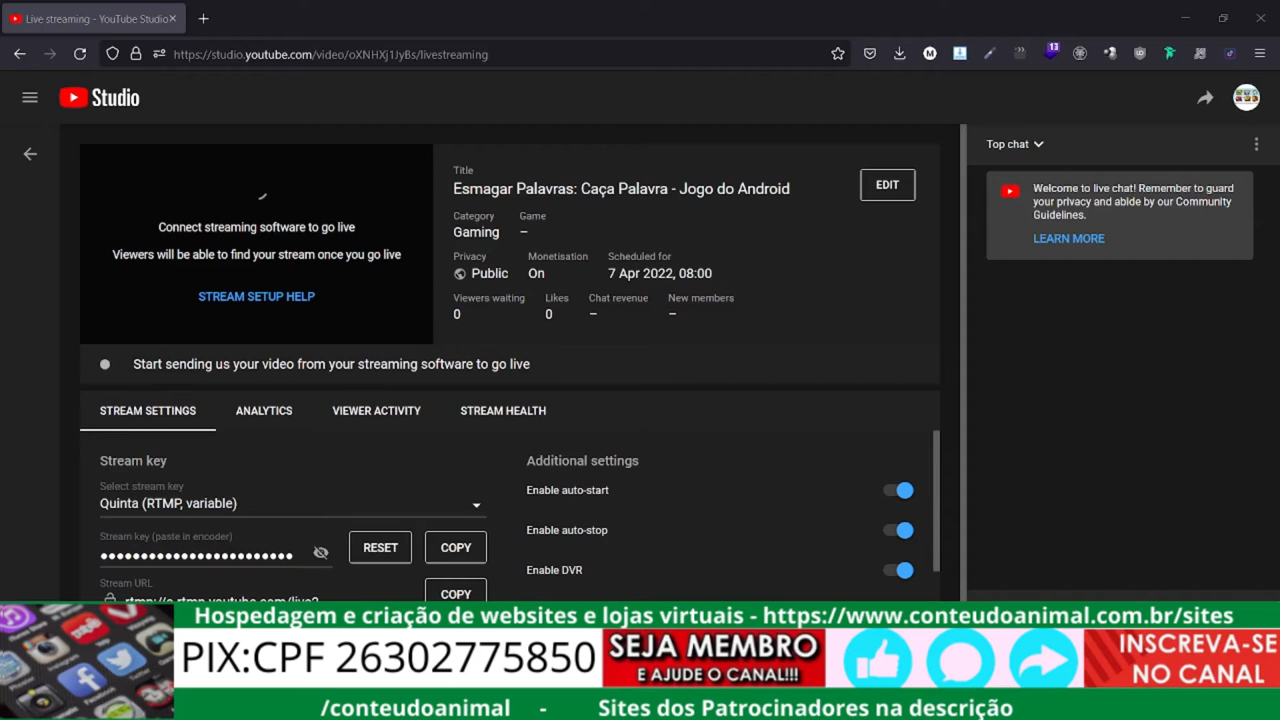 Live streaming - YouTube Studio
https://studio.youtube.com/video/oXNHXj1JyBs/livestreaming
13
Studio
Connect streaming software to go live
Viewers will be able to find your stream once you go live
STREAM SETUP HELP
Title
Esmagar Palavras: Caça Palavra - Jogo do Android
EDIT
Category
Game
Gaming
–
Privacy
Monetisation
Scheduled for
Public
On
7 Apr 2022, 08:00
Viewers waiting
Likes
Chat revenue
New members
0
0
–
–
Top chat
Welcome to live chat! Remember to guard
your privacy and abide by our Community
Guidelines.
LEARN MORE
Start sending us your video from your streaming software to go live
STREAM SETTINGS
ANALYTICS
VIEWER ACTIVITY
STREAM HEALTH
Stream key
Select stream key
Quinta (RTMP, variable)
Stream key (paste in encoder)
RESET
COPY
Stream URL
rtmp://a.rtmp.youtube.com/live2
COPY
Additional settings
Enable auto-start
Enable auto-stop
Enable DVR
Hospedagem e criação de websites e lojas virtuais - https://www.conteudoanimal.com.br/sites
PIX:CPF 26302775850
SEJA MEMBRO
E AJUDE O CANAL!!!
INSCREVA-SE
NO CANAL
/conteudoanimal - Sites dos Patrocinadores na descrição